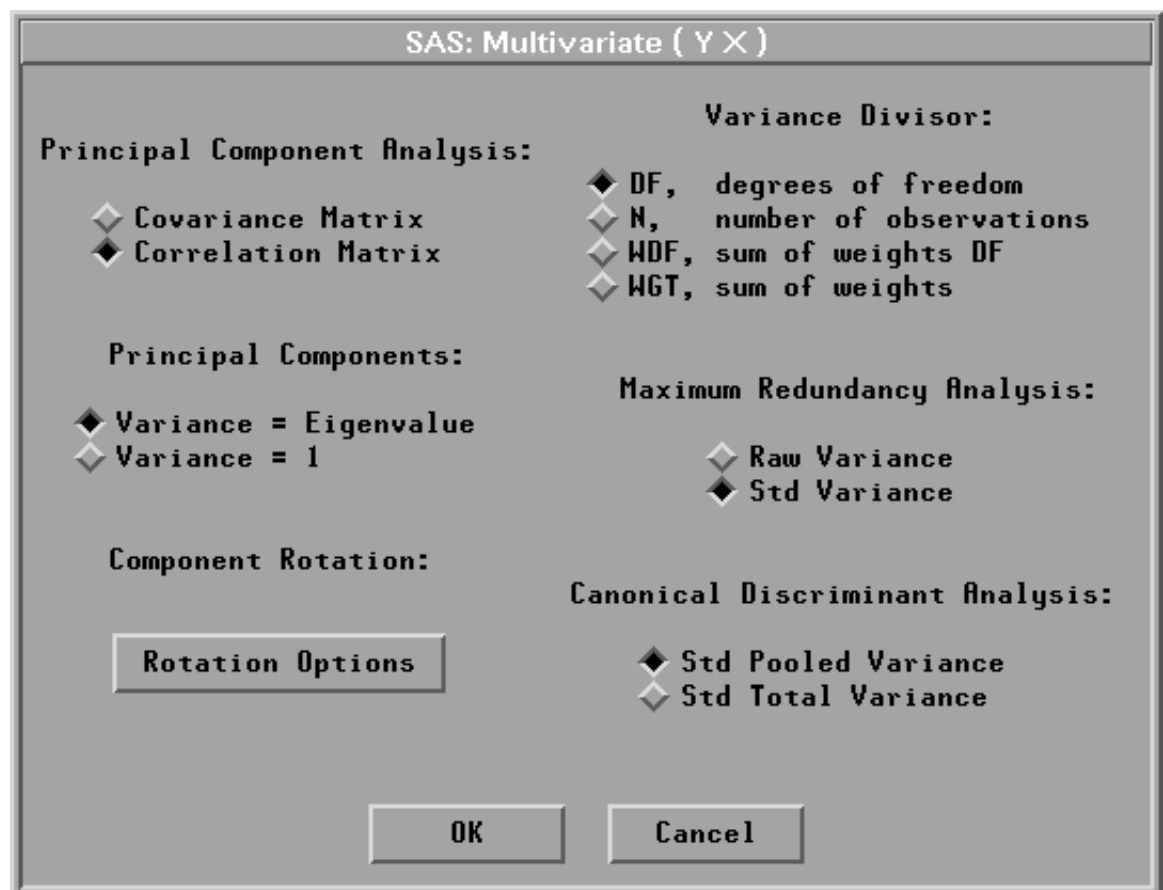 SAS: Multivariate ( Y X )
Principal Component Analysis:
Covariance Matrix
Correlation Matrix
Principal Components:
Variance = Eigenvalue
Variance = 1
Component Rotation:
Rotation Options
Variance Divisor:
DF, degrees of freedom
N, number of observations
WDF, sum of weights DF
WGT, sum of weights
Maximum Redundancy Analysis:
Raw Variance
Std Variance
Canonical Discriminant Analysis:
Std Pooled Variance
Std Total Variance
OK
Cancel